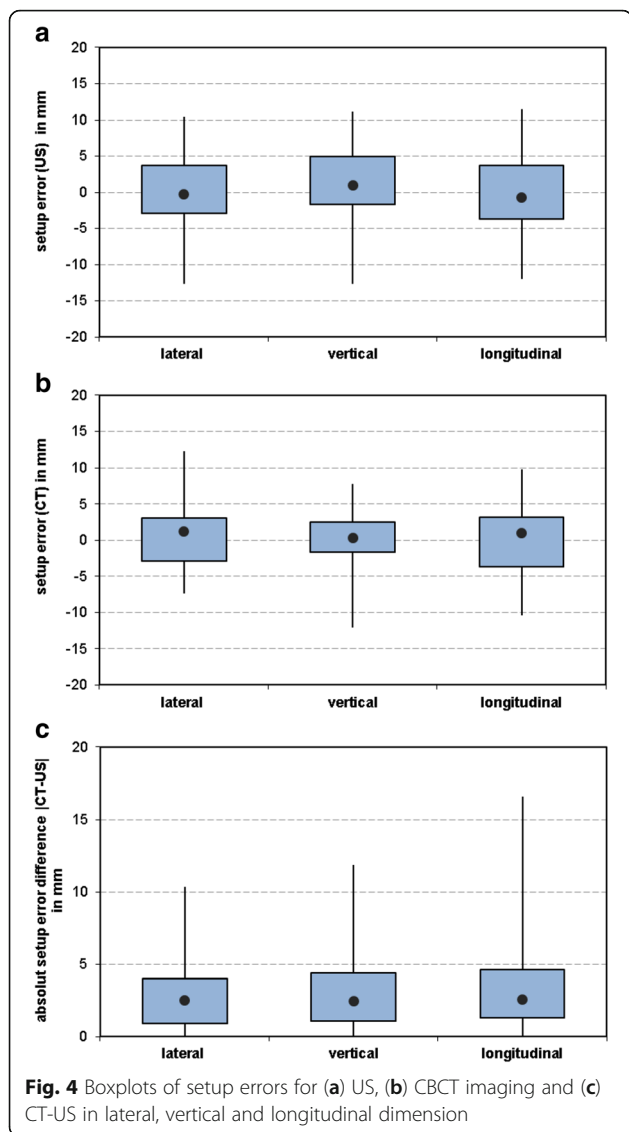 a
20
15
10
5
0
-5
-10
-15
-20
setup error (US) in mm
lateral vertical longitudinal
b
20
15
10
5
0
-5
-10
-15
-20
setup error (CT) in mm
lateral vertical longitudinal
c
20
15
10
5
0
absolut setup error difference |CT-US|
in mm
lateral vertical longitudinal
Fig. 4 Boxplots of setup errors for (a) US, (b) CBCT imaging and (c)
CT-US in lateral, vertical and longitudinal dimension